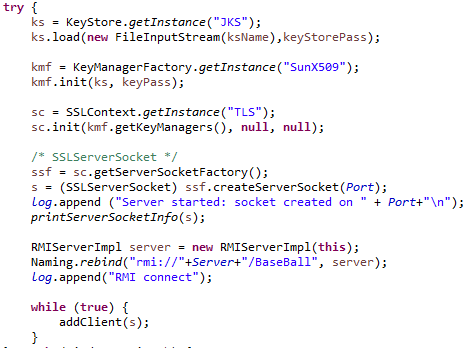 try {
ks = KeyStore.getInstance("JKS");
ks.load(new FileInputStream(ksName),keyStorePass);
kmf = KeyManagerFactory.getInstance("SunX509");
kmf.init(ks, keyPass);
sc = SSLContext.getInstance("TLS");
sc.init(kmf.getKeyManagers(), null, null);
/* SSLServerSocket */
ssf = sc.getServerSocketFactory();
s = (SSLServerSocket) ssf.createServerSocket(Port);
log.append ("Server started: socket created on " + Port+"\n");
printServerSocketInfo(s);
RMIServerImpl server = new RMIServerImpl(this);
Naming.rebind("rmi://"+Server+"/BaseBall", server);
log.append("RMI connect");
while (true) {
addClient(s);
}